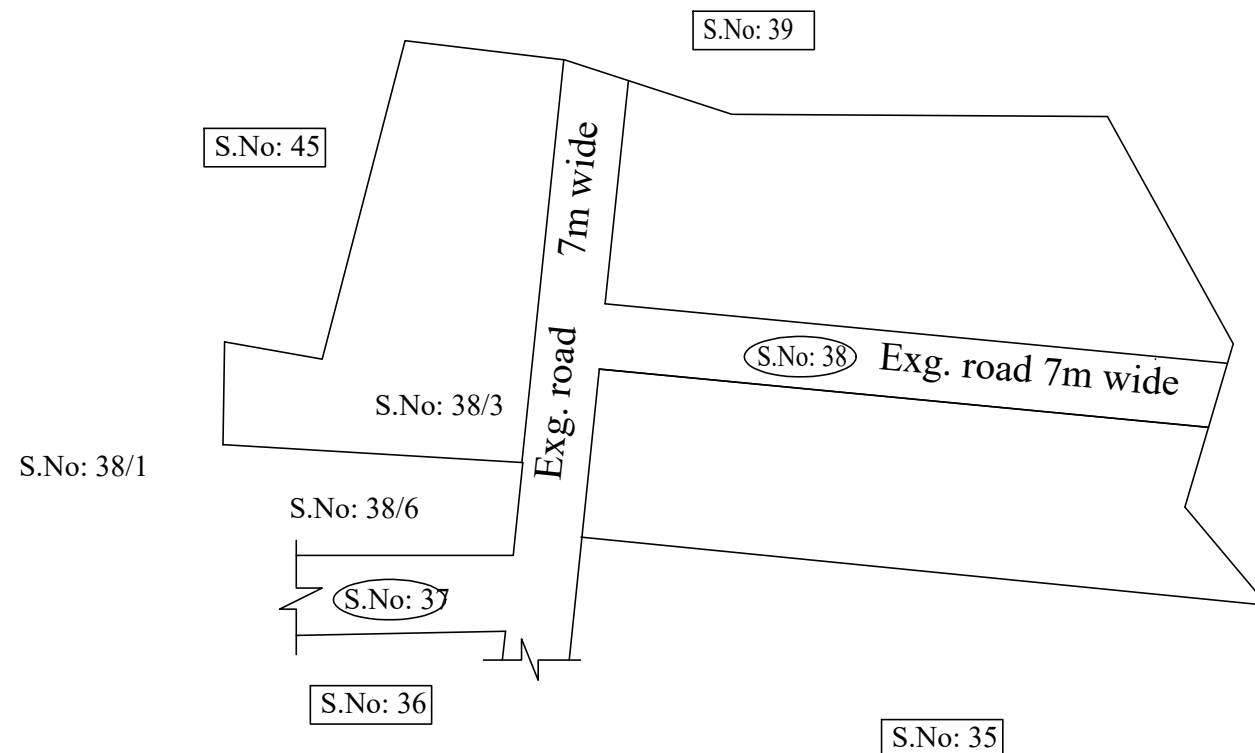 S.No: 39
S.No: 45
7m wide
Exg. road
S.No: 38
Exg. road 7m wide
S.No: 38/3
S.No: 38/1
S.No: 38/6
S.No: 37
S.No: 36
S.No: 35